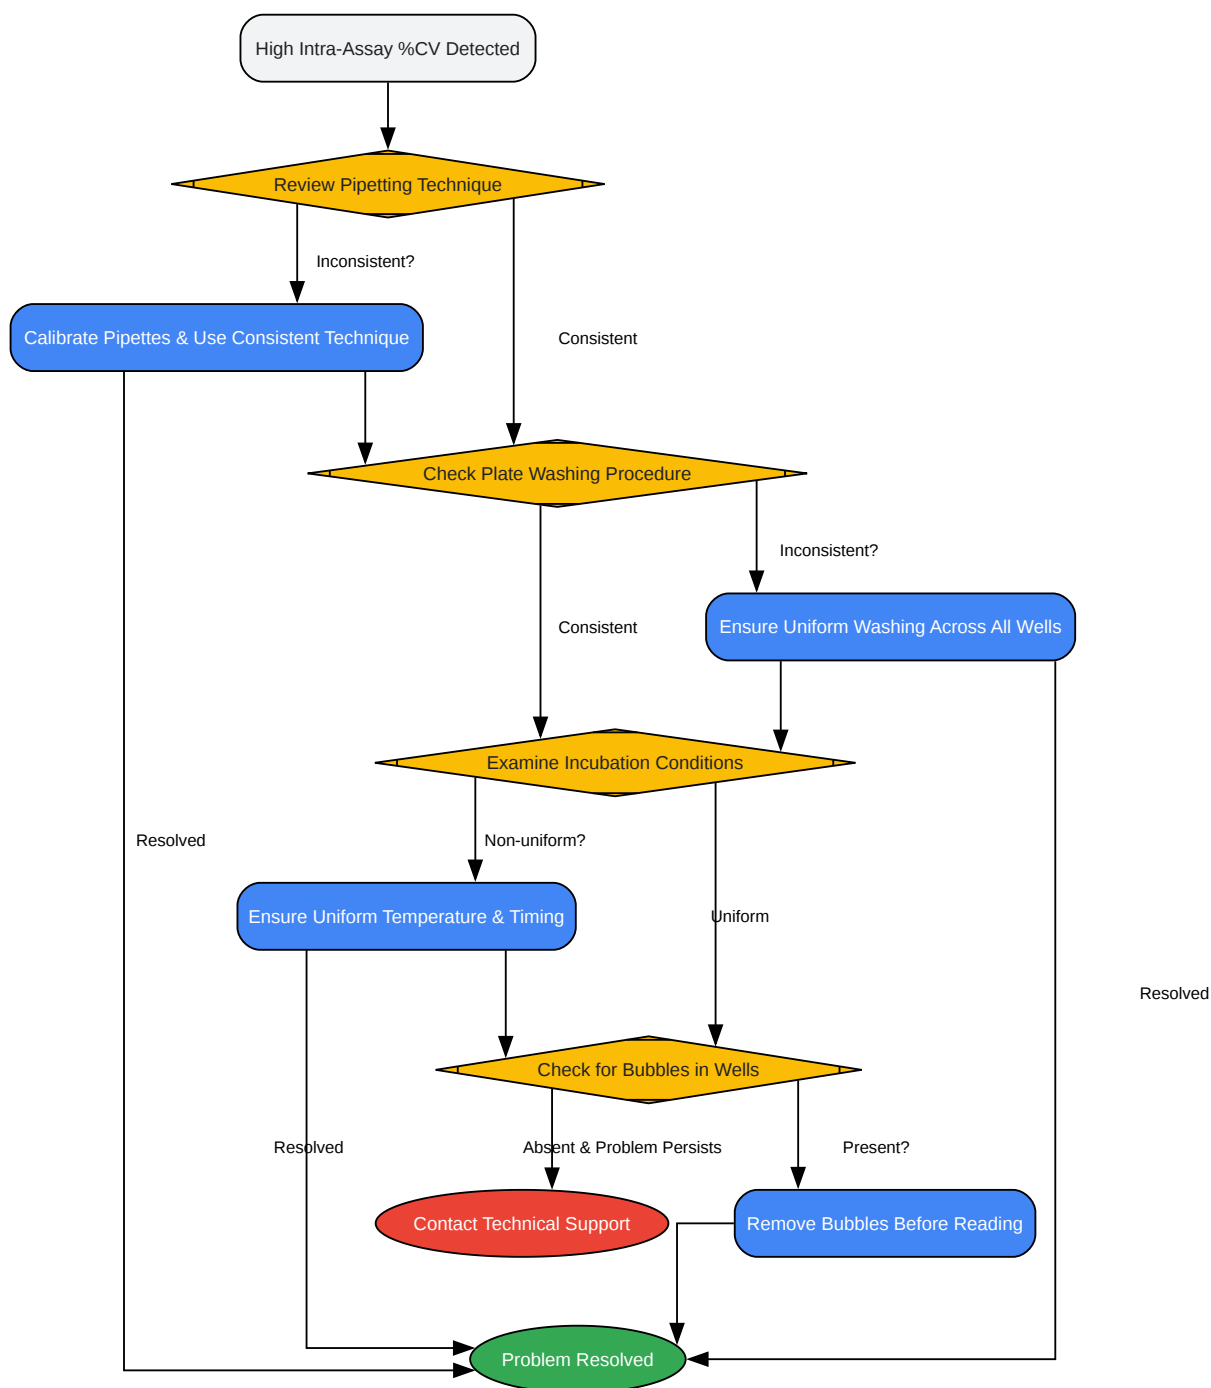 High Intra-Assay %CV Detected
Review Pipetting Technique
Inconsistent?
Calibrate Pipettes & Use Consistent Technique
Consistent
Check Plate Washing Procedure
Inconsistent?
Consistent
Ensure Uniform Washing Across All Wells
Examine Incubation Conditions
Resolved
Non-uniform?
Ensure Uniform Temperature & Timing
Uniform
Resolved
Check for Bubbles in Wells
Resolved
Absent & Problem Persists
Present?
Contact Technical Support
Remove Bubbles Before Reading
Problem Resolved